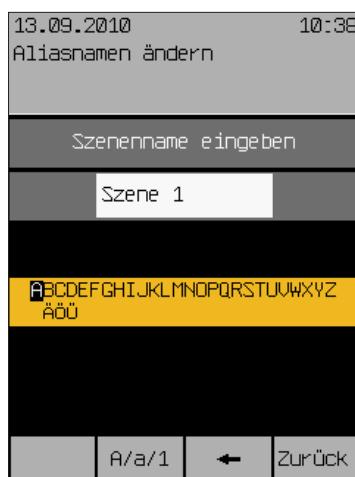 13.09.2010 10:38
Aliasnamen ändern
Szenenname eingeben
Szene 1
ABCDEFGHIJKLMNOPQRSTUVWXYZ
ÄÖÜ
A/a/1 ← Zurück